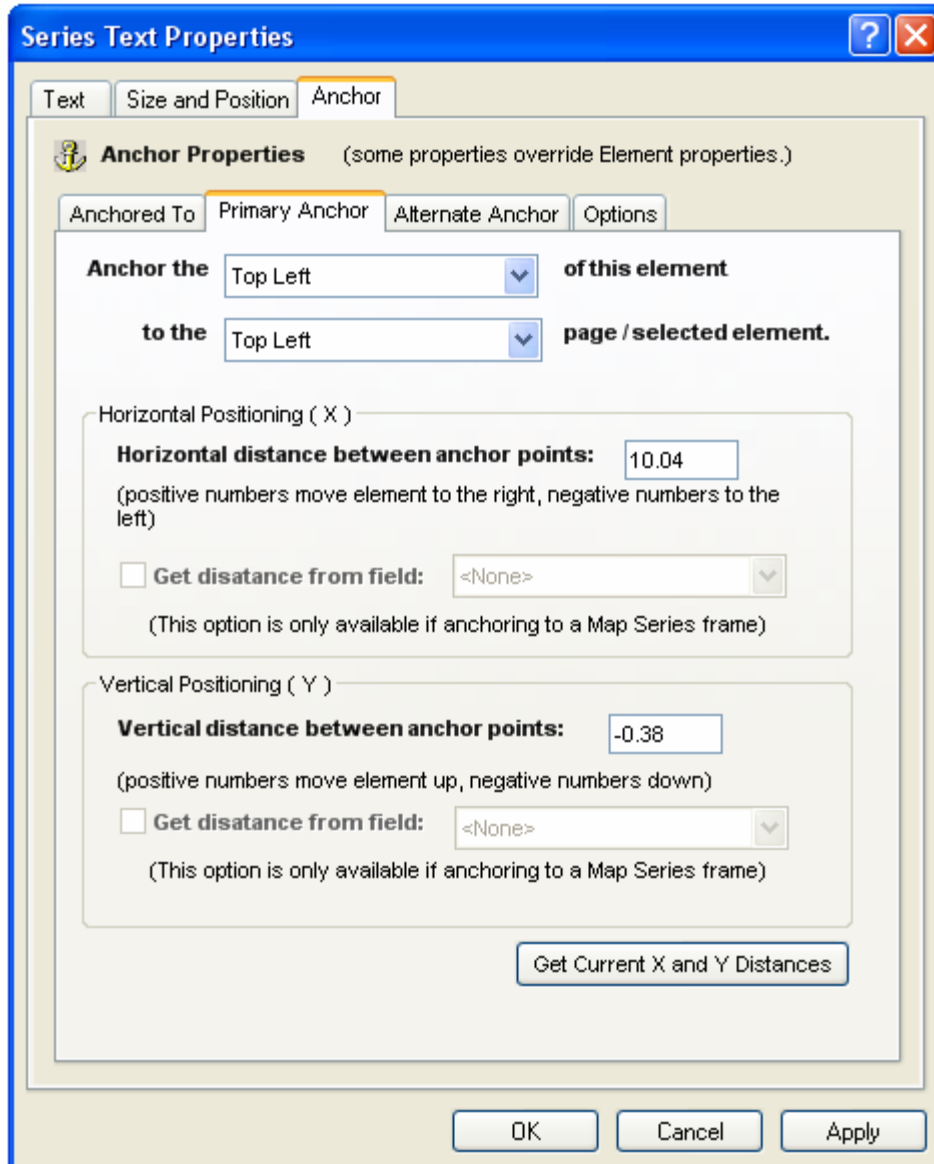 Series Text Properties
Text Size and Position Anchor
Anchor Properties (some properties override Element properties.)
Anchored To Primary Anchor Alternate Anchor Options
Anchor the Top Left of this element
to the Top Left page / selected element.
Horizontal Positioning ( X )
Horizontal distance between anchor points: 10.04
(positive numbers move element to the right, negative numbers to the
left)
Get disatance from field: <None>
(This option is only available if anchoring to a Map Series frame)
Vertical Positioning ( Y )
Vertical distance between anchor points: -0.38
(positive numbers move element up, negative numbers down)
Get disatance from field: <None>
(This option is only available if anchoring to a Map Series frame)
Get Current X and Y Distances
OK Cancel Apply